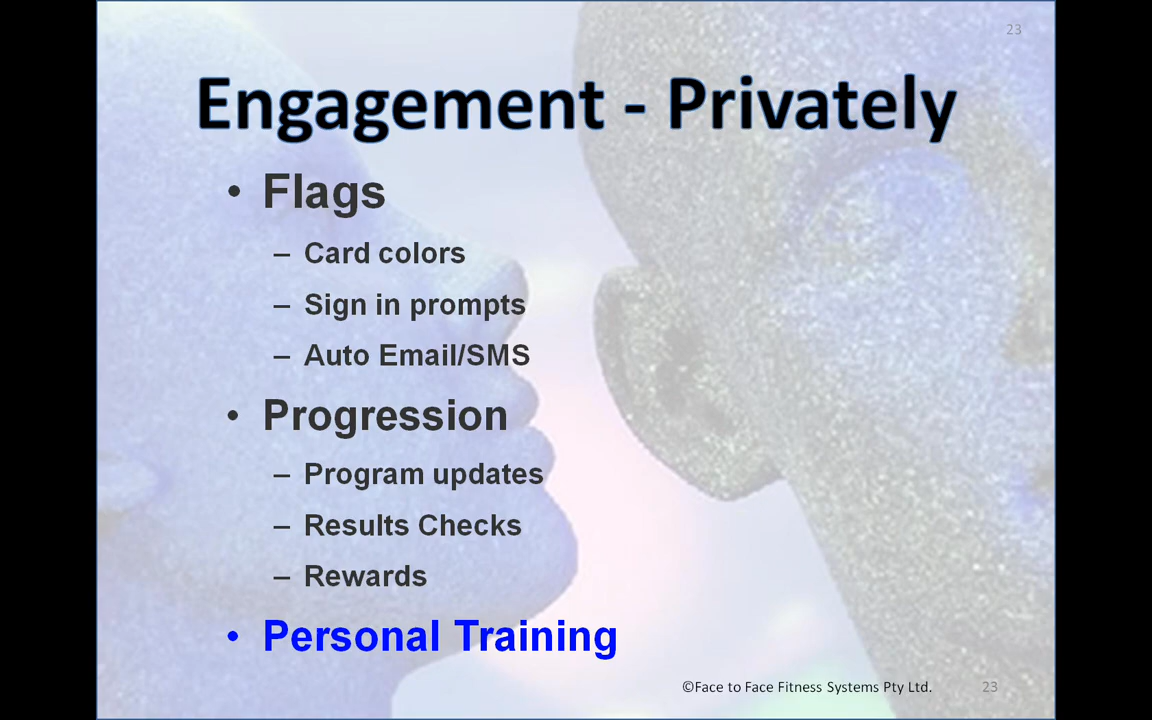 23
Engagement - Privately
• Flags
– Card colors
– Sign in prompts
– Auto Email/SMS
• Progression
– Program updates
– Results Checks
– Rewards
• Personal Training
©Face to Face Fitness Systems Pty Ltd.
23